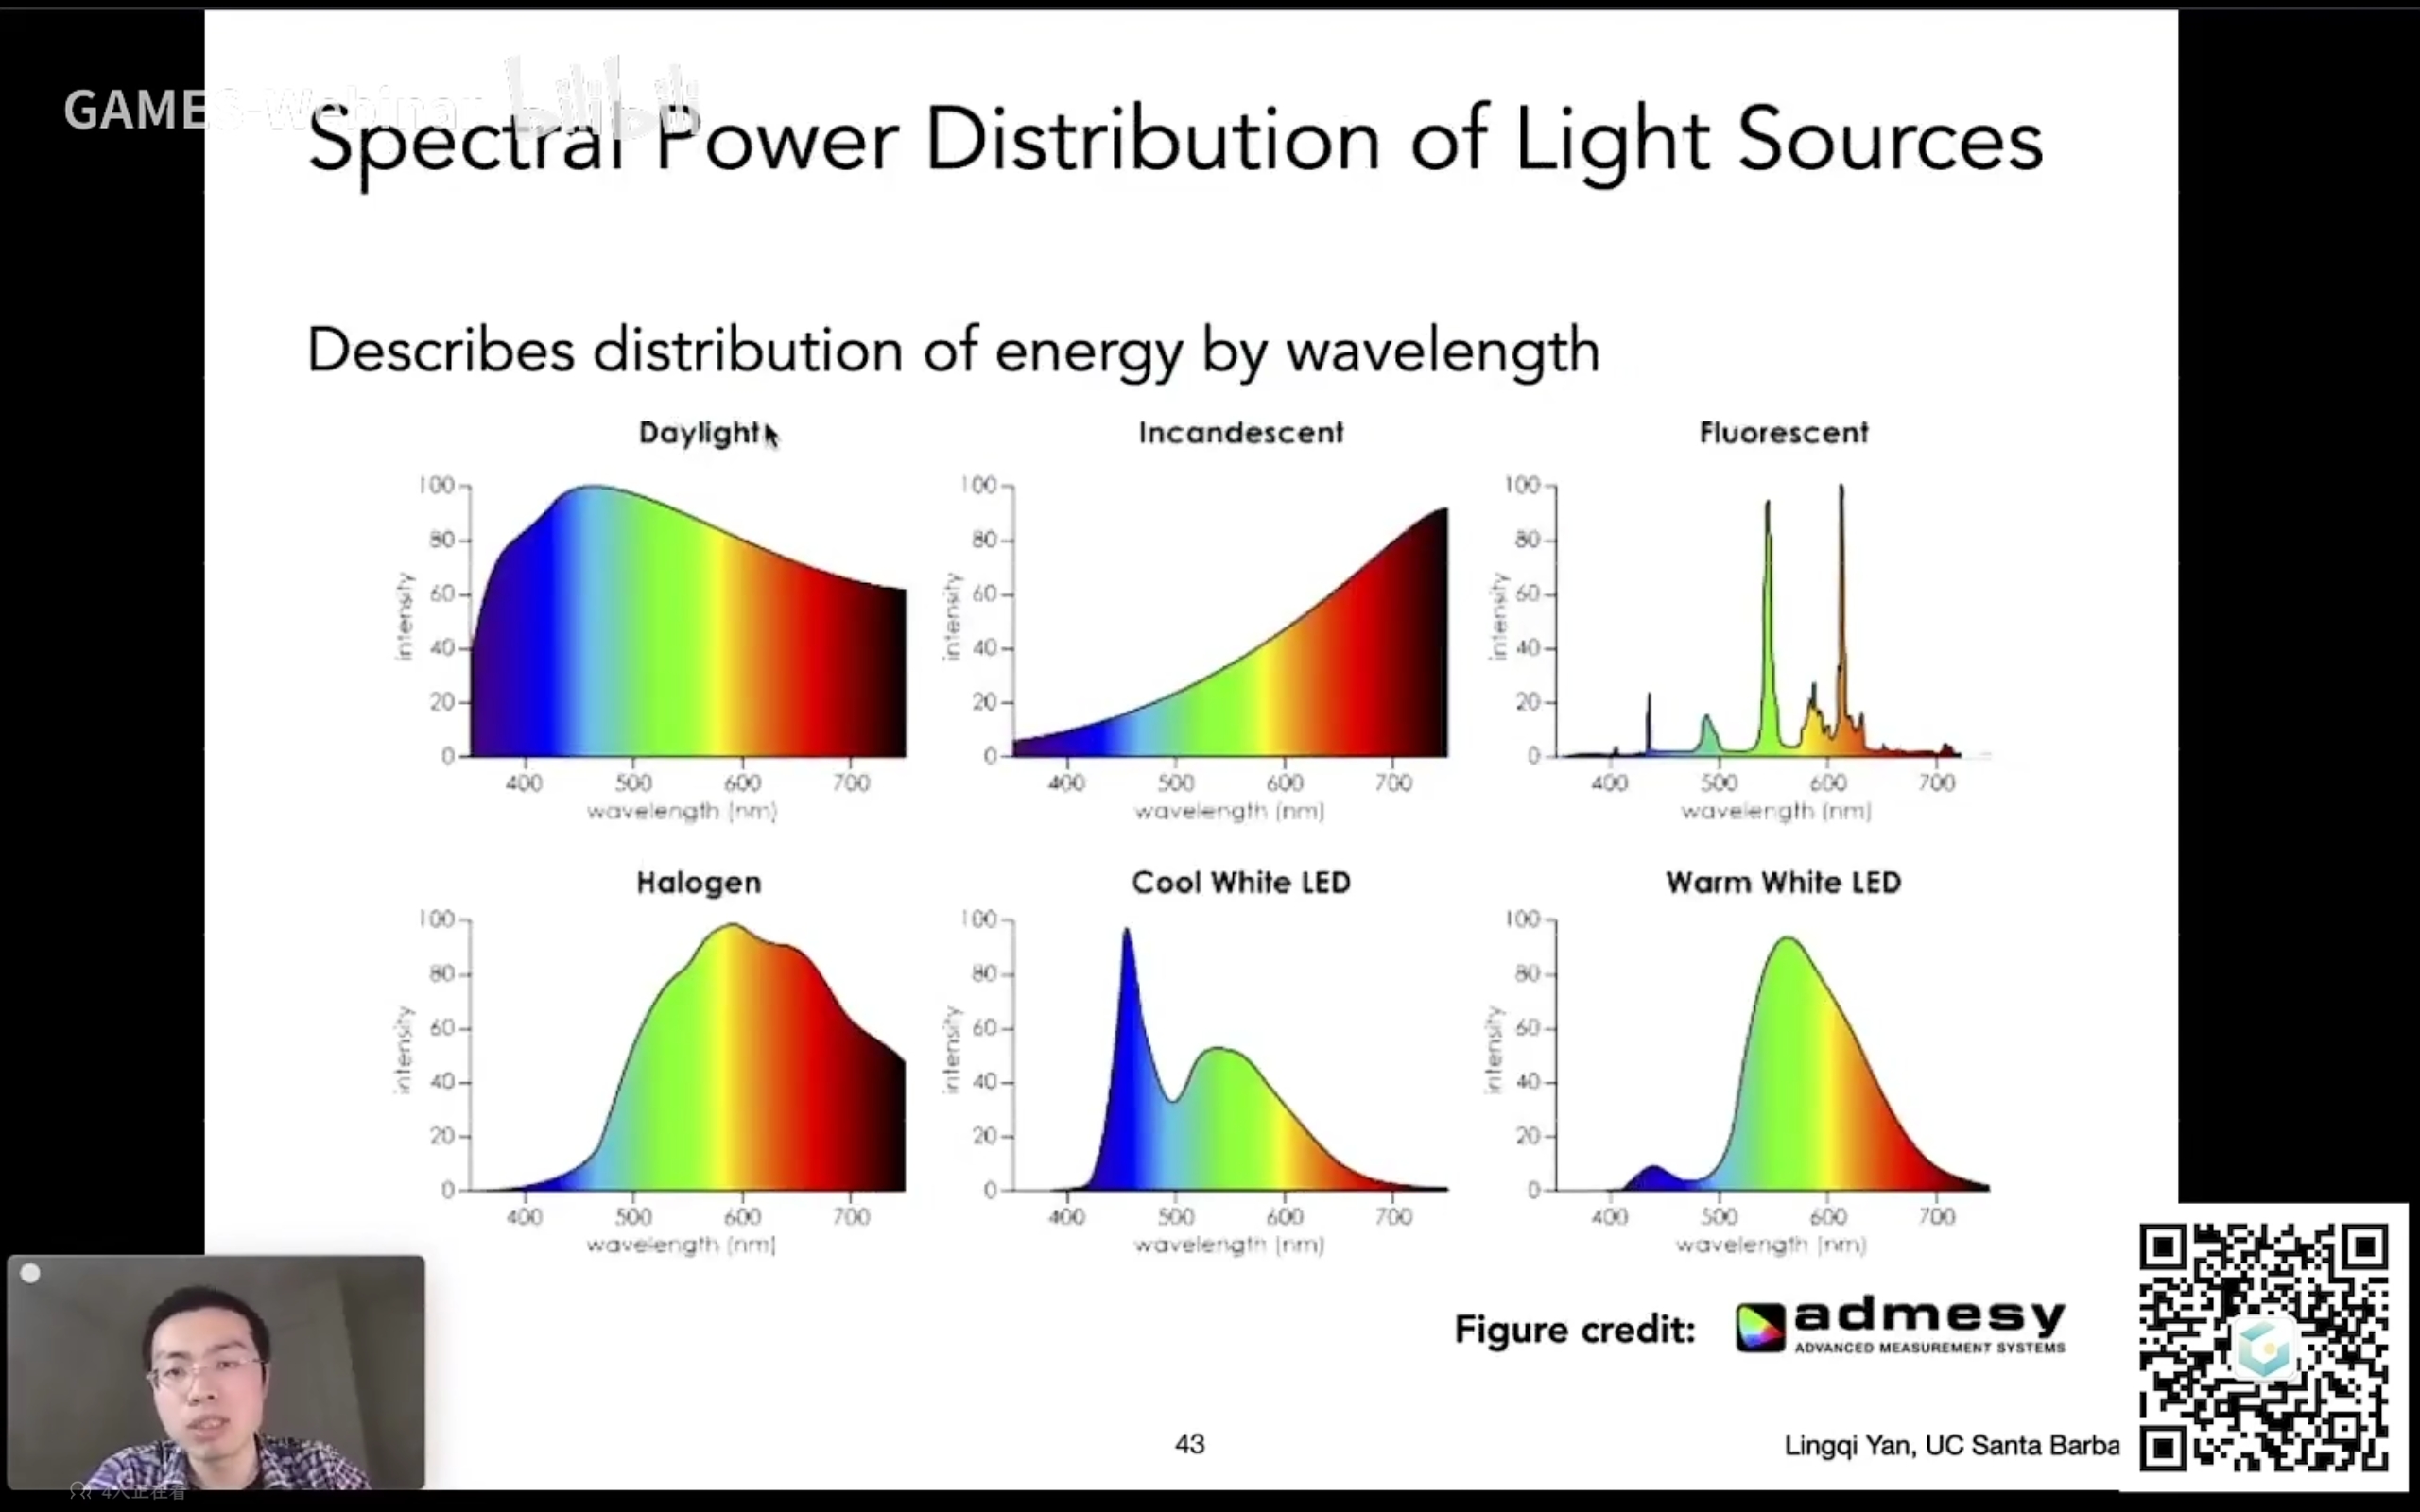 GAMES-Webinar bilibili
Spectral Power Distribution of Light Sources
Describes distribution of energy by wavelength
Daylight
100
80
60
40
20
0
intensity
400 500 600 700
wavelength (nm)
Incandescent
100
80
60
40
20
0
intensity
400 500 600 700
wavelength (nm)
Fluorescent
100
80
60
40
20
0
intensity
400 500 600 700
wavelength (nm)
Halogen
100
80
60
40
20
0
intensity
400 500 600 700
wavelength (nm)
Cool White LED
100
80
60
40
20
0
intensity
400 500 600 700
wavelength (nm)
Warm White LED
100
80
60
40
20
0
intensity
400 500 600 700
wavelength (nm)
Figure credit:
admesy
ADVANCED MEASUREMENT SYSTEMS
43
Lingqi Yan, UC Santa Barba
4人正在看